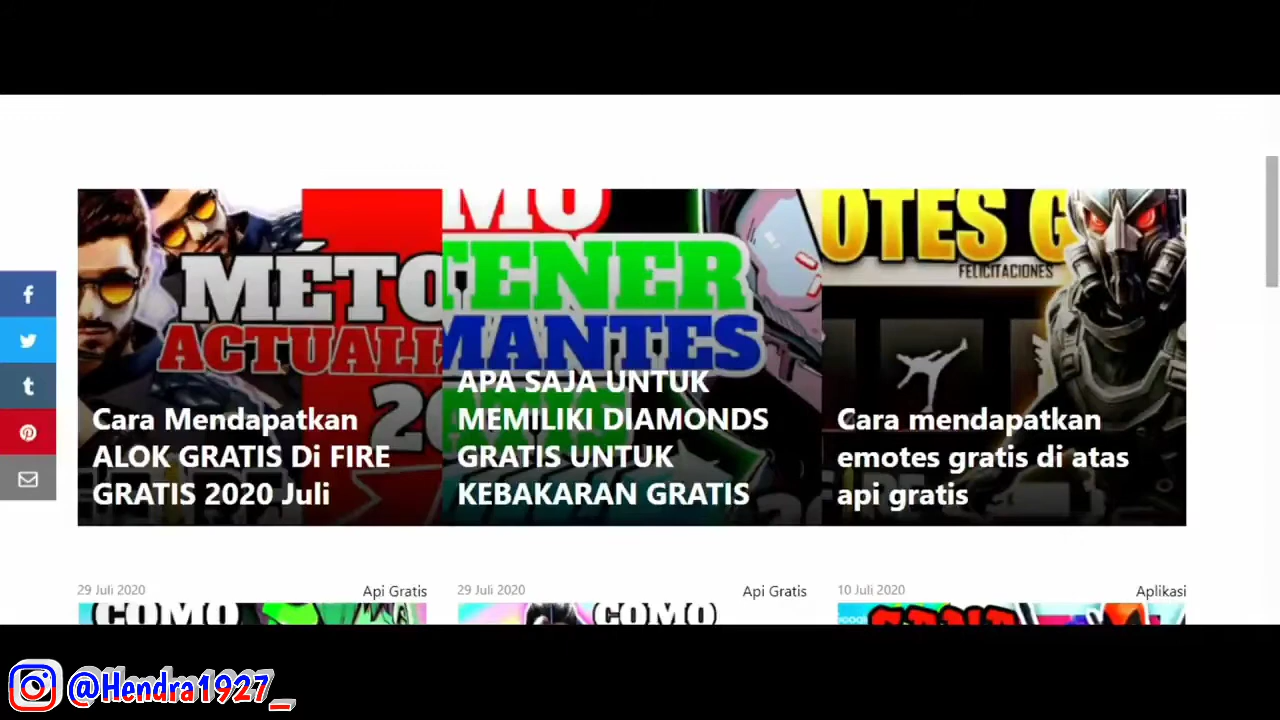 MÉTO
ACTUALI
20
Cara Mendapatkan
ALOK GRATIS Di FIRE
GRATIS 2020 Juli
MO
TENER
MANTES
APA SAJA UNTUK
MEMILIKI DIAMONDS
GRATIS UNTUK
KEBAKARAN GRATIS
OTES G
FELICITACIONES
Cara mendapatkan
emotes gratis di atas
api gratis
29 Juli 2020
Api Gratis
29 Juli 2020
Api Gratis
10 Juli 2020
Aplikasi
COMO
COMO
@Hendra1927_